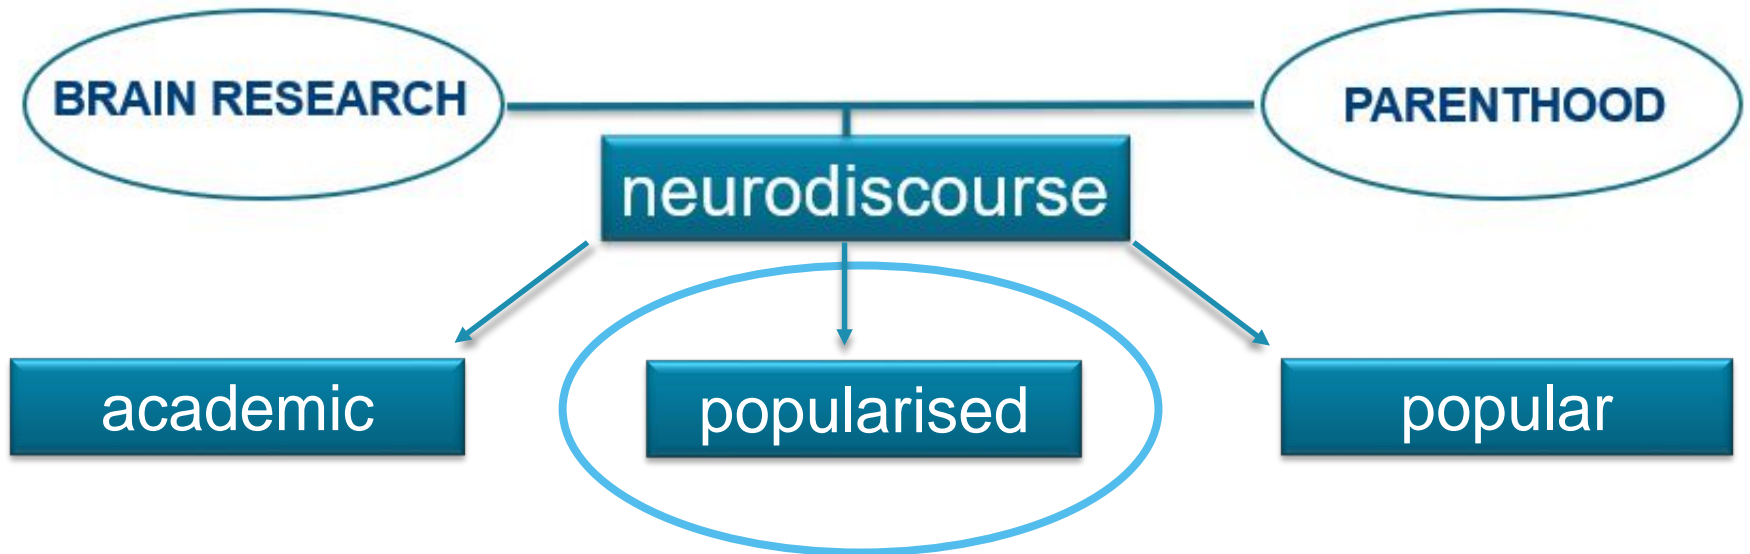 BRAIN RESEARCH
PARENTHOOD
neurodiscourse
academic
popularised
popular